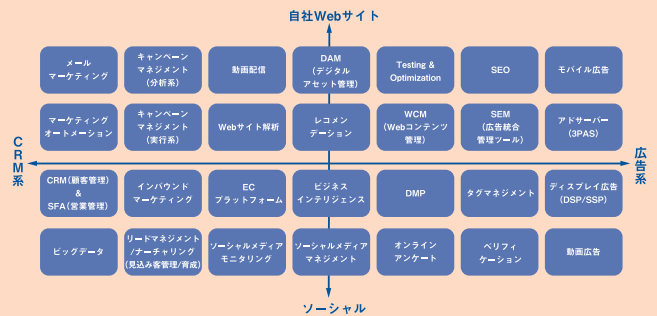 自社Webサイト
メール
マーケティング
キャンペーン
マネジメント
(分析系)
動画配信
DAM
(デジタル
アセット管理)
Testing &
Optimization
SEO
モバイル広告
マーケティング
オートメーション
キャンペーン
マネジメント
(実行系)
Webサイト解析
レコメン
デーション
WCM
(Webコンテンツ
管理)
SEM
(広告統合
管理ツール)
アドサーバー
(3PAS)
CRM系
広告系
CRM(顧客管理)
&
SFA(営業管理)
インバウンド
マーケティング
EC
プラットフォーム
ビジネス
インテリジェンス
DMP
タグマネジメント
ディスプレイ広告
(DSP/SSP)
ビッグデータ
リードマネジメント
/ナーチャリング
(見込み客管理/育成)
ソーシャルメディア
モニタリング
ソーシャルメディア
マネジメント
オンライン
アンケート
ベリフィ
ケーション
動画広告
ソーシャル